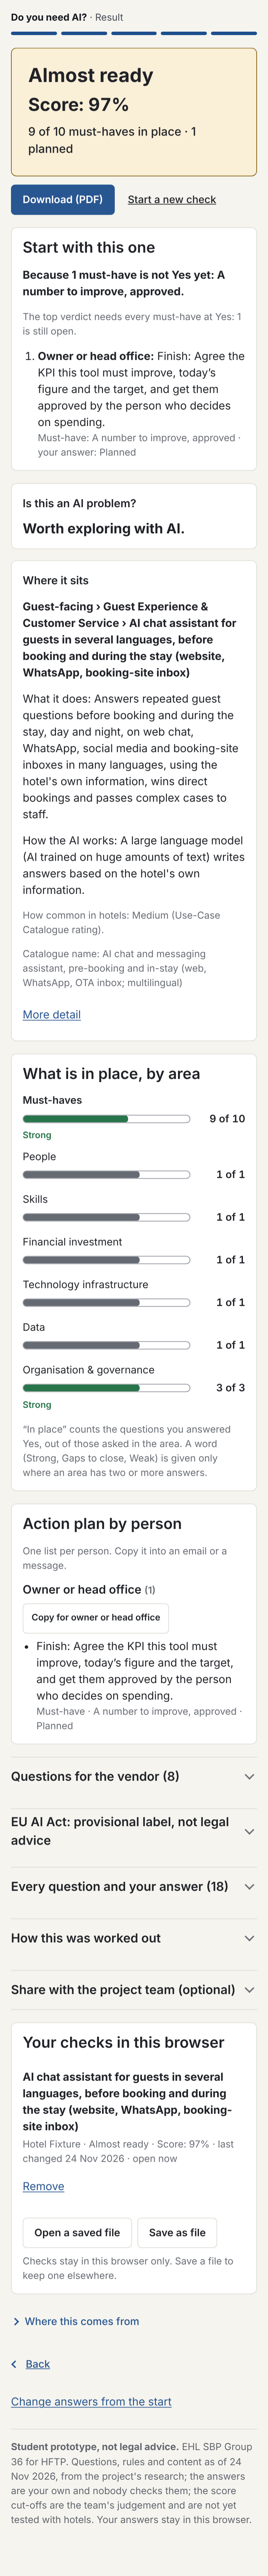 Do you need AI? · Result
Almost ready
Score: 97%
9 of 10 must-haves in place · 1
planned
Download (PDF)
Start a new check
Start with this one
Because 1 must-have is not Yes yet: A
number to improve, approved.
The top verdict needs every must-have at Yes: 1
is still open.
1. Owner or head office: Finish: Agree the
KPI this tool must improve, today's
figure and the target, and get them
approved by the person who decides
on spending.
Must-have: A number to improve, approved ·
your answer: Planned
Is this an AI problem?
Worth exploring with AI.
Where it sits
Guest-facing › Guest Experience &
Customer Service › AI chat assistant for
guests in several languages, before
booking and during the stay (website,
WhatsApp, booking-site inbox)
What it does: Answers repeated guest
questions before booking and during the
stay, day and night, on web chat,
WhatsApp, social media and booking-site
inboxes in many languages, using the
hotel's own information, wins direct
bookings and passes complex cases to
staff.
How the AI works: A large language model
(AI trained on huge amounts of text) writes
answers based on the hotel's own
information.
How common in hotels: Medium (Use-Case
Catalogue rating).
Catalogue name: AI chat and messaging
assistant, pre-booking and in-stay (web,
WhatsApp, OTA inbox; multilingual)
More detail
What is in place, by area
Must-haves
9 of 10
Strong
People
1 of 1
Skills
1 of 1
Financial investment
1 of 1
Technology infrastructure
1 of 1
Data
1 of 1
Organisation & governance
3 of 3
Strong
"In place" counts the questions you answered
Yes, out of those asked in the area. A word
(Strong, Gaps to close, Weak) is given only
where an area has two or more answers.
Action plan by person
One list per person. Copy it into an email or a
message.
Owner or head office (1)
Copy for owner or head office
• Finish: Agree the KPI this tool must
improve, today's figure and the target,
and get them approved by the person
who decides on spending.
Must-have · A number to improve, approved ·
Planned
Questions for the vendor (8)
EU AI Act: provisional label, not legal
advice
Every question and your answer (18)
How this was worked out
Share with the project team (optional)
Your checks in this browser
AI chat assistant for guests in several
languages, before booking and during
the stay (website, WhatsApp, booking-
site inbox)
Hotel Fixture · Almost ready · Score: 97% · last
changed 24 Nov 2026 · open now
Remove
Open a saved file
Save as file
Checks stay in this browser only. Save a file to
keep one elsewhere.
Where this comes from
Back
Change answers from the start
Student prototype, not legal advice. EHL SBP Group
36 for HFTP. Questions, rules and content as of 24
Nov 2026, from the project's research; the answers
are your own and nobody checks them; the score
cut-offs are the team's judgement and are not yet
tested with hotels. Your answers stay in this browser.